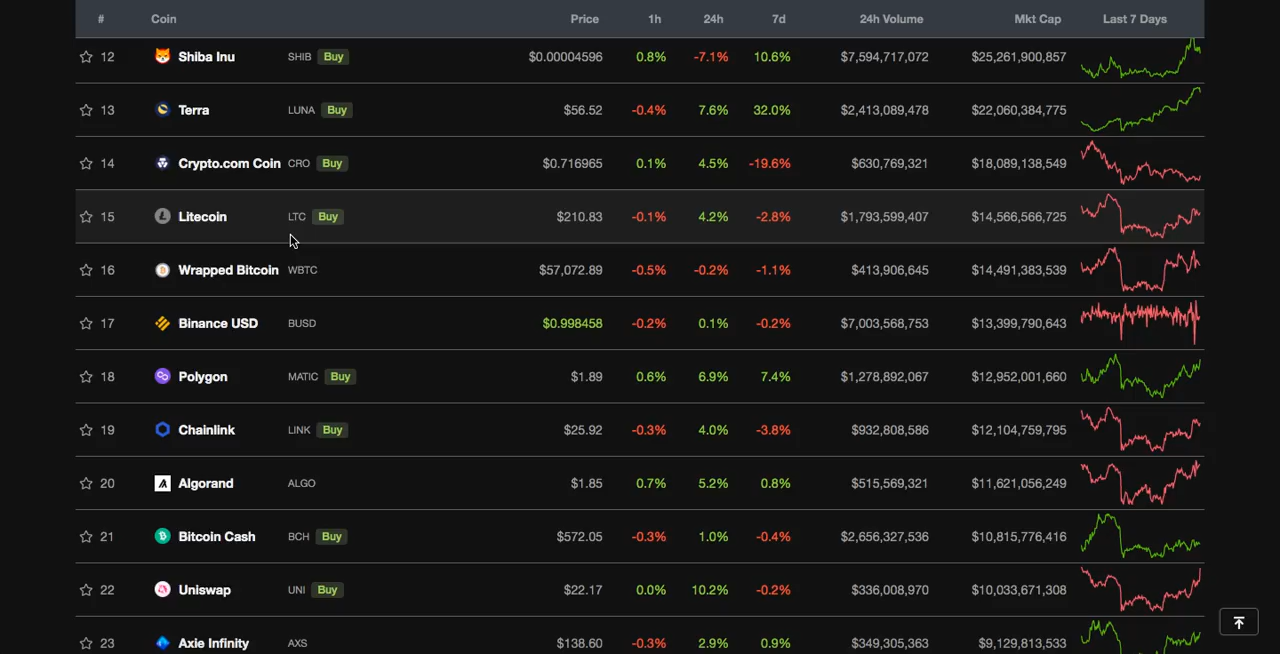 # Coin Price 1h 24h 7d 24h Volume Mkt Cap Last 7 Days
12 Shiba Inu SHIB Buy $0.00004596 0.8% -7.1% 10.6% $7,594,717,072 $25,261,900,857
13 Terra LUNA Buy $56.52 -0.4% 7.6% 32.0% $2,413,089,478 $22,060,384,775
14 Crypto.com Coin CRO Buy $0.716965 0.1% 4.5% -19.6% $630,769,321 $18,089,138,549
15 Litecoin LTC Buy $210.83 -0.1% 4.2% -2.8% $1,793,599,407 $14,566,566,725
16 Wrapped Bitcoin WBTC $57,072.89 -0.5% -0.2% -1.1% $413,906,645 $14,491,383,539
17 Binance USD BUSD $0.998458 -0.2% 0.1% -0.2% $7,003,568,753 $13,399,790,643
18 Polygon MATIC Buy $1.89 0.6% 6.9% 7.4% $1,278,892,067 $12,952,001,660
19 Chainlink LINK Buy $25.92 -0.3% 4.0% -3.8% $932,808,586 $12,104,759,795
20 Algorand ALGO $1.85 0.7% 5.2% 0.8% $515,569,321 $11,621,056,249
21 Bitcoin Cash BCH Buy $572.05 -0.3% 1.0% -0.4% $2,656,327,536 $10,815,776,416
22 Uniswap UNI Buy $22.17 0.0% 10.2% -0.2% $336,008,970 $10,033,671,308
23 Axie Infinity AXS $138.60 -0.3% 2.9% 0.9% $349,305,363 $9,129,813,533